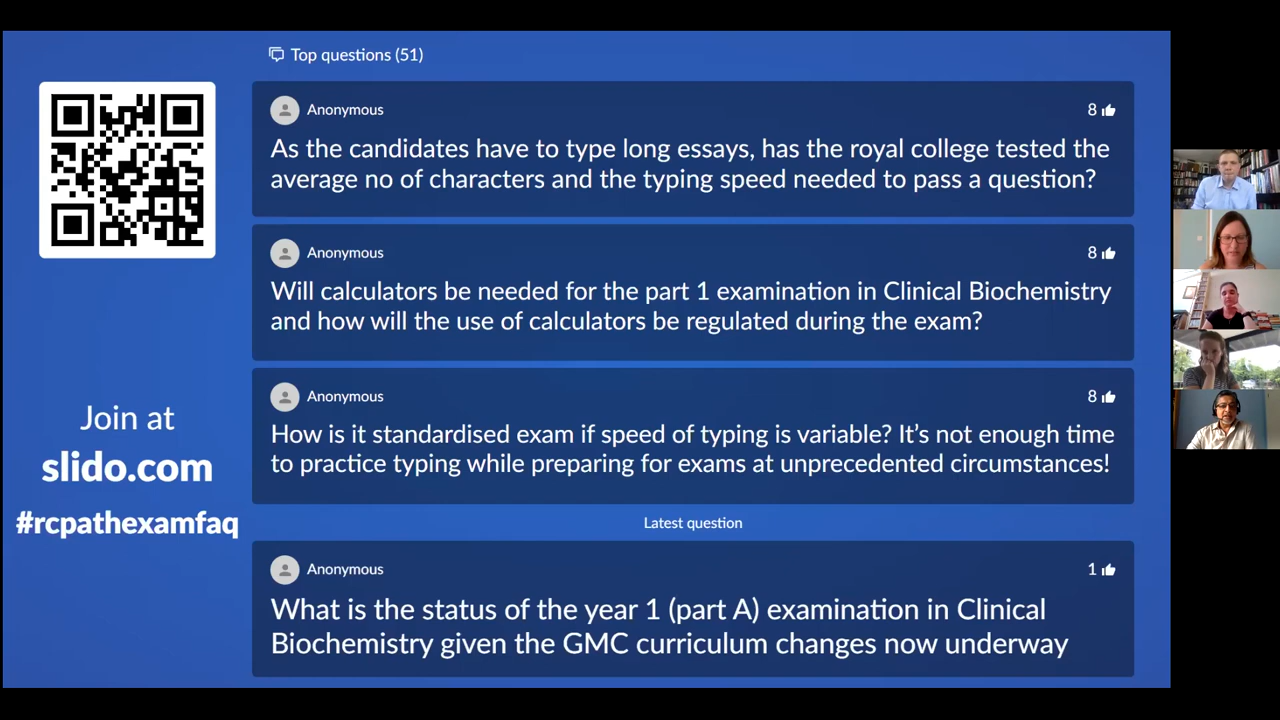 Top questions (51)
Anonymous
8
As the candidates have to type long essays, has the royal college tested the
average no of characters and the typing speed needed to pass a question?
Anonymous
8
Will calculators be needed for the part 1 examination in Clinical Biochemistry
and how will the use of calculators be regulated during the exam?
Anonymous
8
How is it standardised exam if speed of typing is variable? It's not enough time
to practice typing while preparing for exams at unprecedented circumstances!
Join at
slido.com
#rcpathexamfaq
Latest question
Anonymous
1
What is the status of the year 1 (part A) examination in Clinical
Biochemistry given the GMC curriculum changes now underway